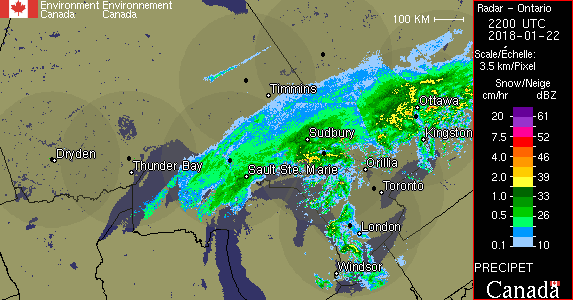 Environment Environnement
Canada Canada
100 KM
Timmins
Ottawa
Sudbury
Kingston
Dryden
Thunder Bay
Sault Ste. Marie
Orillia
Toronto
London
Windsor
Radar - Ontario
2200 UTC
2018-01-22
Scale/Échelle:
3.5 km/Pixel
Snow/Neige
cm/hr dBZ
20 61
7.5 52
4.0 46
2.0 39
1.0 33
0.5 26
0.1 10
PRECIPET
Canada